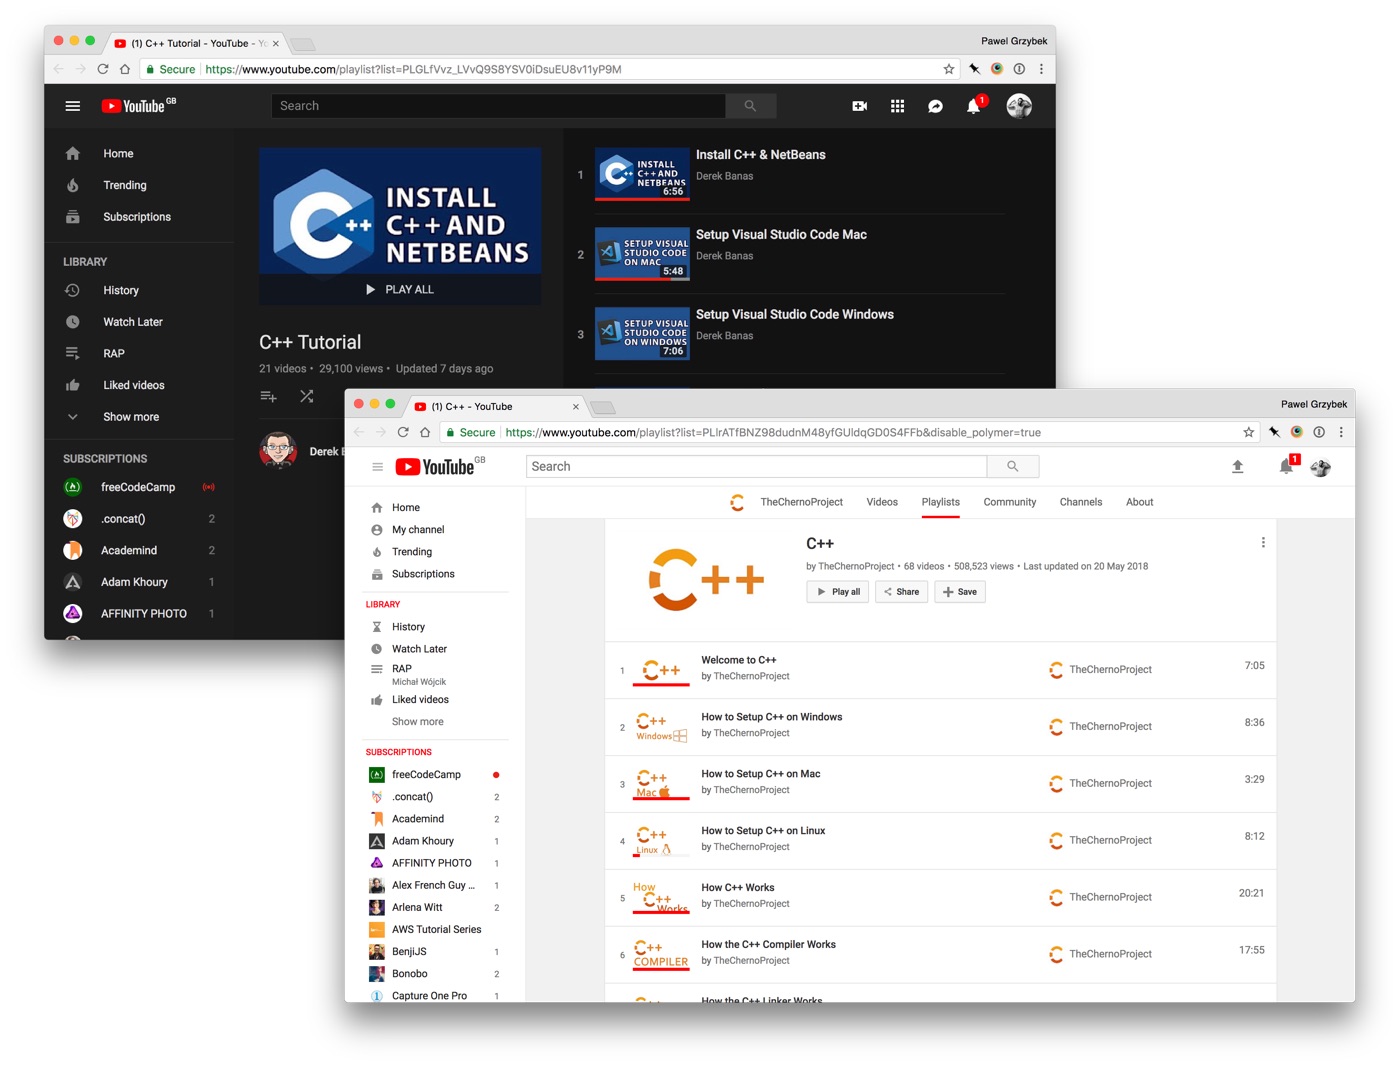 (1) C++ Tutorial - YouTube - Yo
Pawel Grzybek
Secure https://www.youtube.com/playlist?list=PLGLfVvz_LVvQ9S8YSV0iDsuEU8v11yP9M
YouTube GB
Search
1
Home
Trending
Subscriptions
LIBRARY
History
Watch Later
RAP
Liked videos
Show more
SUBSCRIPTIONS
freeCodeCamp
.concat() 2
Academind 2
Adam Khoury 1
AFFINITY PHOTO 1
C++
INSTALL
C++ AND
NETBEANS
PLAY ALL
C++ Tutorial
21 videos • 29,100 views • Updated 7 days ago
Derek
1
C++
INSTALL
C++ AND
NETBEANS
6:56
Install C++ & NetBeans
Derek Banas
2
SETUP VISUAL
STUDIO CODE
ON MAC
5:48
Setup Visual Studio Code Mac
Derek Banas
3
SETUP VISUAL
STUDIO CODE
ON WINDOWS
7:06
Setup Visual Studio Code Windows
Derek Banas
(1) C++ - YouTube
Pawel Grzybek
Secure https://www.youtube.com/playlist?list=PLlrATfBNZ98dudnM48yfGUldqGD0S4FFb&disable_polymer=true
YouTube GB
Search
1
Home
My channel
Trending
Subscriptions
LIBRARY
History
Watch Later
RAP
Michał Wójcik
Liked videos
Show more
SUBSCRIPTIONS
freeCodeCamp
.concat() 2
Academind 2
Adam Khoury 1
AFFINITY PHOTO 1
Alex French Guy ... 1
Arlena Witt 2
AWS Tutorial Series
BenjiJS 1
Bonobo 2
Capture One Pro 1
TheChernoProject Videos Playlists Community Channels About
C++
C++
by TheChernoProject • 68 videos • 508,523 views • Last updated on 20 May 2018
Play all Share Save
1
C++
Welcome to C++
by TheChernoProject
TheChernoProject
7:05
2
C++
Windows
How to Setup C++ on Windows
by TheChernoProject
TheChernoProject
8:36
3
C++
Mac
How to Setup C++ on Mac
by TheChernoProject
TheChernoProject
3:29
4
C++
Linux
How to Setup C++ on Linux
by TheChernoProject
TheChernoProject
8:12
5
How
C++
Works
How C++ Works
by TheChernoProject
TheChernoProject
20:21
6
C++
COMPILER
How the C++ Compiler Works
by TheChernoProject
TheChernoProject
17:55
C++
How the C++ Linker Works